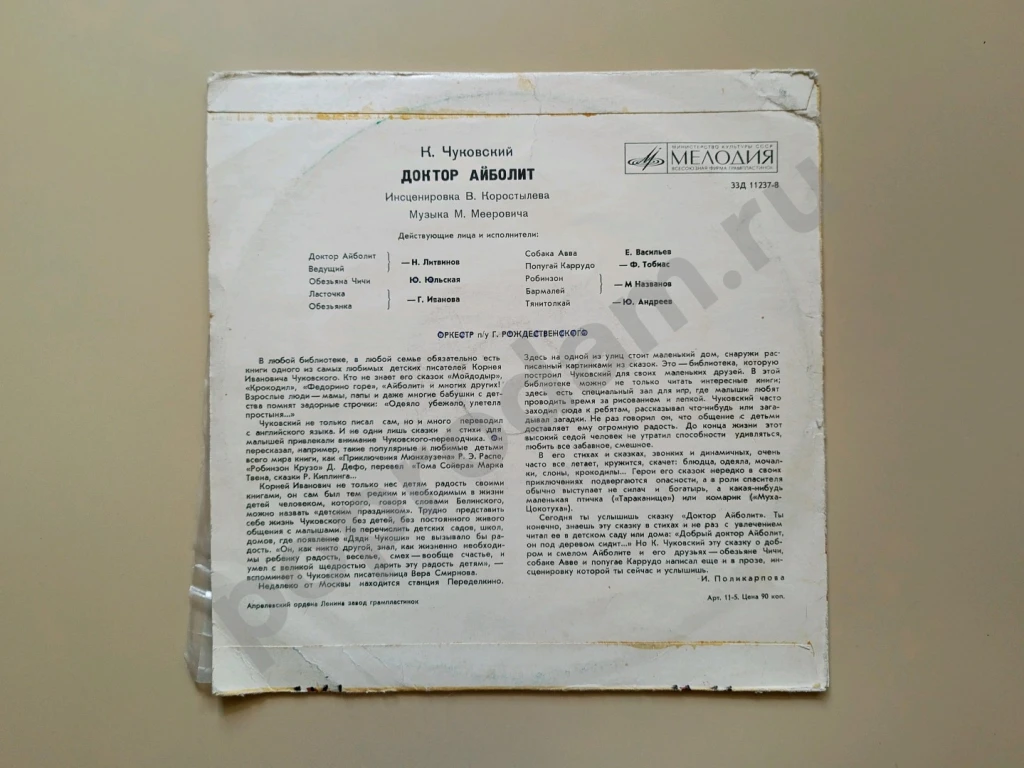 К. Чуковский
ДОКТОР АЙБОЛИТ
Инсценировка В. Коростылева
Музыка М. Мееровича
МИНИСТЕРСТВО КУЛЬТУРЫ СССР
МЕЛОДИЯ
ВСЕСОЮЗНАЯ ФИРМА ГРАМПЛАСТИНОК
33Д 11237-8
Действующие лица и исполнители:
Доктор Айболит
Ведущий
— Н. Литвинов
Обезьяна Чичи Ю. Юльская
Ласточка
Обезьянка
— Г. Иванова
Собака Авва Е. Васильев
Попугай Каррудо — Ф. Тобиас
Робинзон
Бармалей
— М Названов
Тянитолкай — Ю. Андреев
ОРКЕСТР п/у Г. РОЖДЕСТВЕНСКОГО
В любой библиотеке, в любой семье обязательно есть
книги одного из самых любимых детских писателей Корнея
Ивановича Чуковского. Кто не знает его сказок «Мойдодыр»,
«Крокодил», «Федорино горе», «Айболит» и многих других!
Взрослые люди — мамы, папы и даже многие бабушки с дет-
ства помнят задорные строчки: «Одеяло убежало, улетела
простыня...»
Чуковский не только писал сам, но и много переводил
с английского языка. И не одни лишь сказки и стихи для
малышей привлекали внимание Чуковского-переводчика. Он
пересказал, например, такие популярные и любимые детьми
всего мира книги, как «Приключения Мюнхаузена» Р. Э. Распе,
«Робинзон Крузо» Д. Дефо, перевел «Тома Сойера» Марка
Твена, сказки Р. Киплинга...
Корней Иванович не только нес детям радость своими
книгами, он сам был тем редким и необходимым в жизни
детей человеком, которого, говоря словами Белинского,
можно назвать «детским праздником». Трудно представить
себе жизнь Чуковского без детей, без постоянного живого
общения с малышами. Не перечислить детских садов, школ,
домов, где появление «Дяди Чукоши» не вызывало бы ра-
дость. «Он, как никто другой, знал, как жизненно необходи-
мы ребенку радость, веселье, смех — вообще счастье, и
умел с великой щедростью дарить эту радость детям», —
вспоминает о Чуковском писательница Вера Смирнова.
Недалеко от Москвы находится станция Переделкино.
Здесь на одной из улиц стоит маленький дом, снаружи рас-
писанный картинками из сказок. Это — библиотека, которую
построил Чуковский для своих маленьких друзей. В этой
библиотеке можно не только читать интересные книги;
здесь есть специальный зал для игр, где малыши любят
проводить время за рисованием и лепкой. Чуковский часто
заходил сюда к ребятам, рассказывал что-нибудь или зага-
дывал загадки. Не раз говорил он, что общение с детьми
доставляет ему огромную радость. До конца жизни этот
высокий седой человек не утратил способности удивляться,
любить все забавное, смешное.
В его стихах и сказках, звонких и динамичных, очень
часто все летает, кружится, скачет: блюдца, одеяла, мочал-
ки, слоны, крокодилы... Герои его сказок нередко в своих
приключениях подвергаются опасности, а в роли спасителя
обычно выступает не силач и богатырь, а какая-нибудь
маленькая птичка («Тараканище») или комарик («Муха-
Цокотуха»).
Сегодня ты услышишь сказку «Доктор Айболит». Ты
конечно, знаешь эту сказку в стихах и не раз с увлечением
читал ее в детском саду или дома: «Добрый доктор Айболит,
он под деревом сидит...» Но К. Чуковский эту сказку о доб-
ром и смелом Айболите и его друзьях — обезьяне Чичи,
собаке Авве и попугае Каррудо написал еще и в прозе, ин-
сценировку которой ты сейчас и услышишь.
И. Поликарпова
Апрелевский ордена Ленина завод грампластинок
Арт. 11-5. Цена 90 коп.